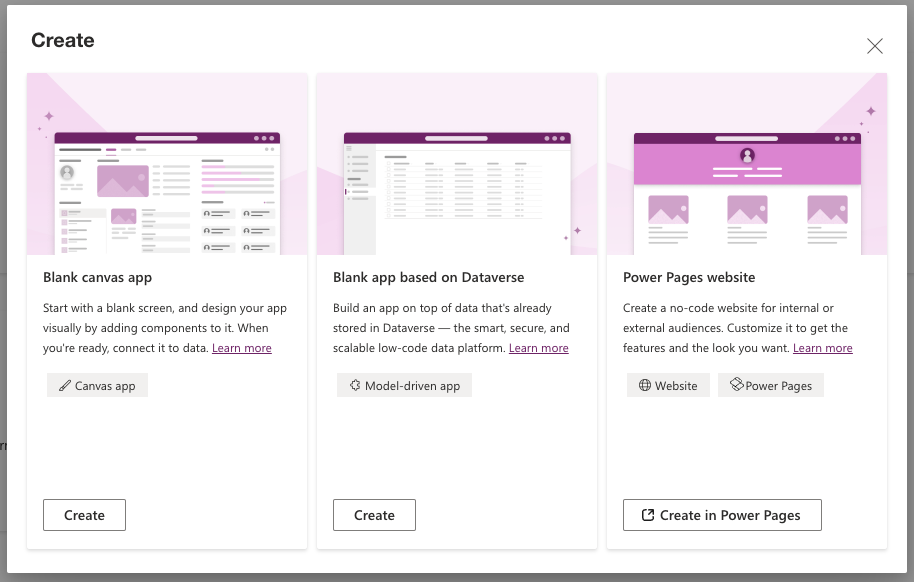 Create
Blank canvas app
Start with a blank screen, and design your app
visually by adding components to it. When
you're ready, connect it to data. Learn more
Canvas app
Create
Blank app based on Dataverse
Build an app on top of data that's already
stored in Dataverse — the smart, secure, and
scalable low-code data platform. Learn more
Model-driven app
Create
Power Pages website
Create a no-code website for internal or
external audiences. Customize it to get the
features and the look you want. Learn more
Website
Power Pages
Create in Power Pages